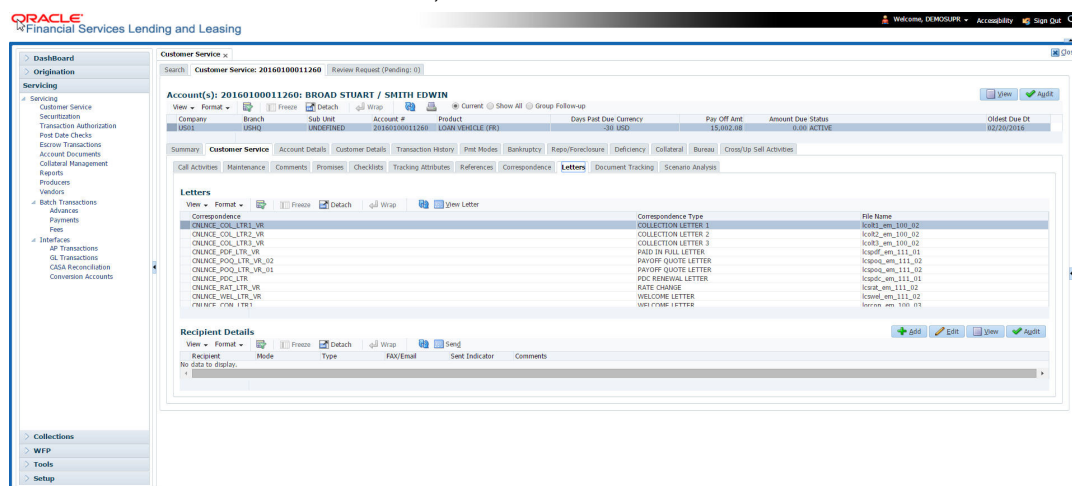 ORACLE
Financial Services Lending and Leasing
Welcome, DEMOSUPR Accessibility Sign Out
DashBoard
Origination
Servicing
Servicing
Customer Service
Securitization
Transaction Authorization
Post Date Checks
Escrow Transactions
Account Documents
Collateral Management
Reports
Producers
Vendors
Batch Transactions
Advances
Payments
Fees
Interfaces
AP Transactions
GL Transactions
CASA Reconciliation
Conversion Accounts
Collections
WFP
Tools
Setup
Customer Service x
Search Customer Service: 20160100011260 Review Request (Pending: 0)
Account(s): 20160100011260: BROAD STUART / SMITH EDWIN
View Audit
View Format Freeze Detach Wrap Current Show All Group Follow-up
Company Branch Sub Unit Account # Product Days Past Due Currency Pay Off Amt Amount Due Status Oldest Due Dt
US01 USHQ UNDEFINED 20160100011260 LOAN VEHICLE (FR) -30 USD 15,002.08 0.00 ACTIVE 02/20/2016
Summary Customer Service Account Details Customer Details Transaction History Pmt Modes Bankruptcy Repo/Foreclosure Deficiency Collateral Bureau Cross/Up Sell Activities
Call Activities Maintenance Comments Promises Checklists Tracking Attributes References Correspondence Letters Document Tracking Scenario Analysis
Letters
View Format Freeze Detach Wrap View Letter
Correspondence Correspondence Type File Name
CNLNCE_COL_LTR1_VR COLLECTION LETTER 1 lcolt1_em_100_02
CNLNCE_COL_LTR2_VR COLLECTION LETTER 2 lcolt2_em_100_02
CNLNCE_COL_LTR3_VR COLLECTION LETTER 3 lcolt3_em_100_02
CNLNCE_PDF_LTR_VR PAID IN FULL LETTER lcspdf_em_111_01
CNLNCE_POQ_LTR_VR_02 PAYOFF QUOTE LETTER lcspoq_em_111_02
CNLNCE_POQ_LTR_VR_01 PAYOFF QUOTE LETTER lcspoq_em_111_01
CNLNCE_PDC_LTR PDC RENEWAL LETTER lcspdc_em_111_01
CNLNCE_RAT_LTR_VR RATE CHANGE lcsrat_em_111_02
CNLNCE_WEL_LTR_VR WELCOME LETTER lcswel_em_111_02
CNLNCE_CON_LTR1 WELCOME LETTER lorcon_em_100_03
Recipient Details
Add Edit View Audit
View Format Freeze Detach Wrap Send
Recipient Mode Type FAX/Email Sent Indicator Comments
No data to display.